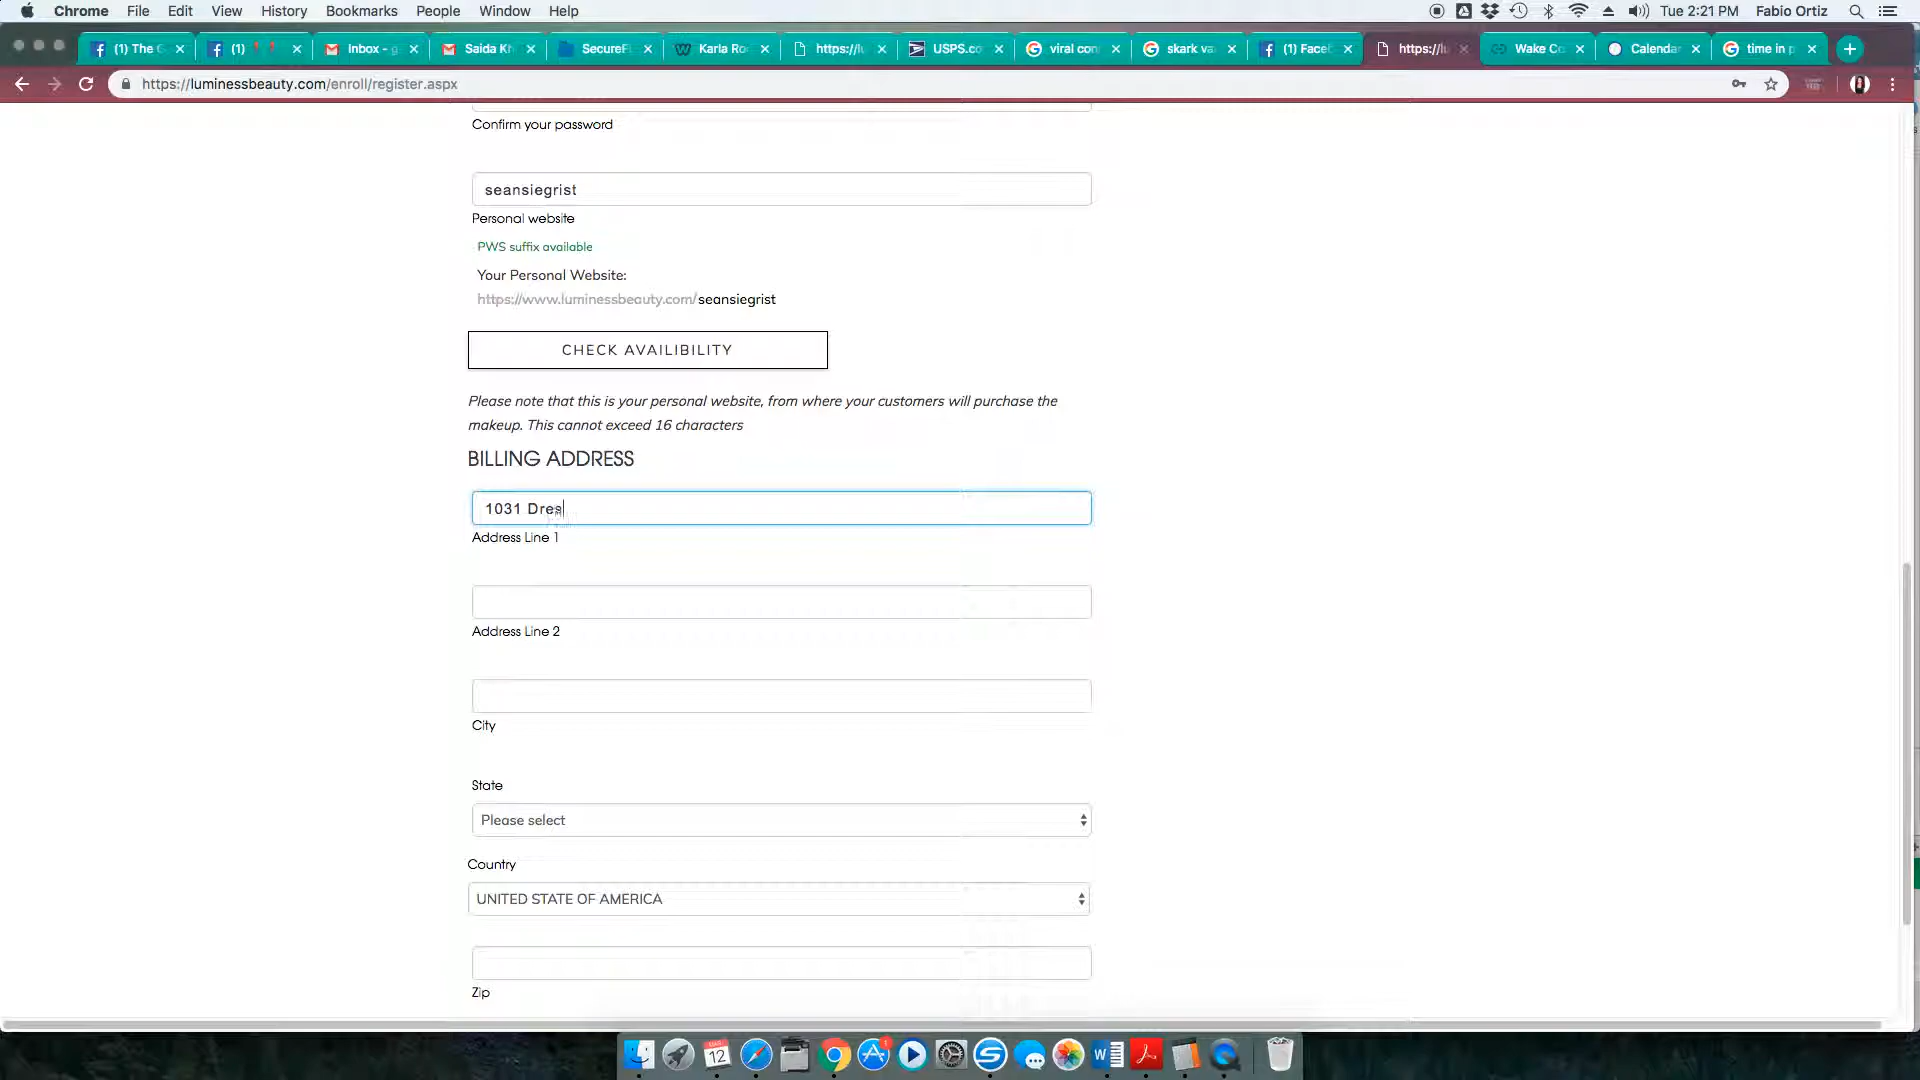 Chrome File Edit View History Bookmarks People Window Help Tue 2:21 PM Fabio Ortiz
(1) The G (1) Inbox - g Saida Kh SecureF Karla Ro https://lu USPS.co viral con skark va (1) Facel https://lu Wake Co Calendar time in p
https://luminessbeauty.com/enroll/register.aspx
Confirm your password
seansiegrist
Personal website
PWS suffix available
Your Personal Website:
https://www.luminessbeauty.com/seansiegrist
CHECK AVAILIBILITY
Please note that this is your personal website, from where your customers will purchase the
makeup. This cannot exceed 16 characters
BILLING ADDRESS
1031 Dres
Address Line 1
Address Line 2
City
State
Please select
Country
UNITED STATE OF AMERICA
Zip
MAR
12
1